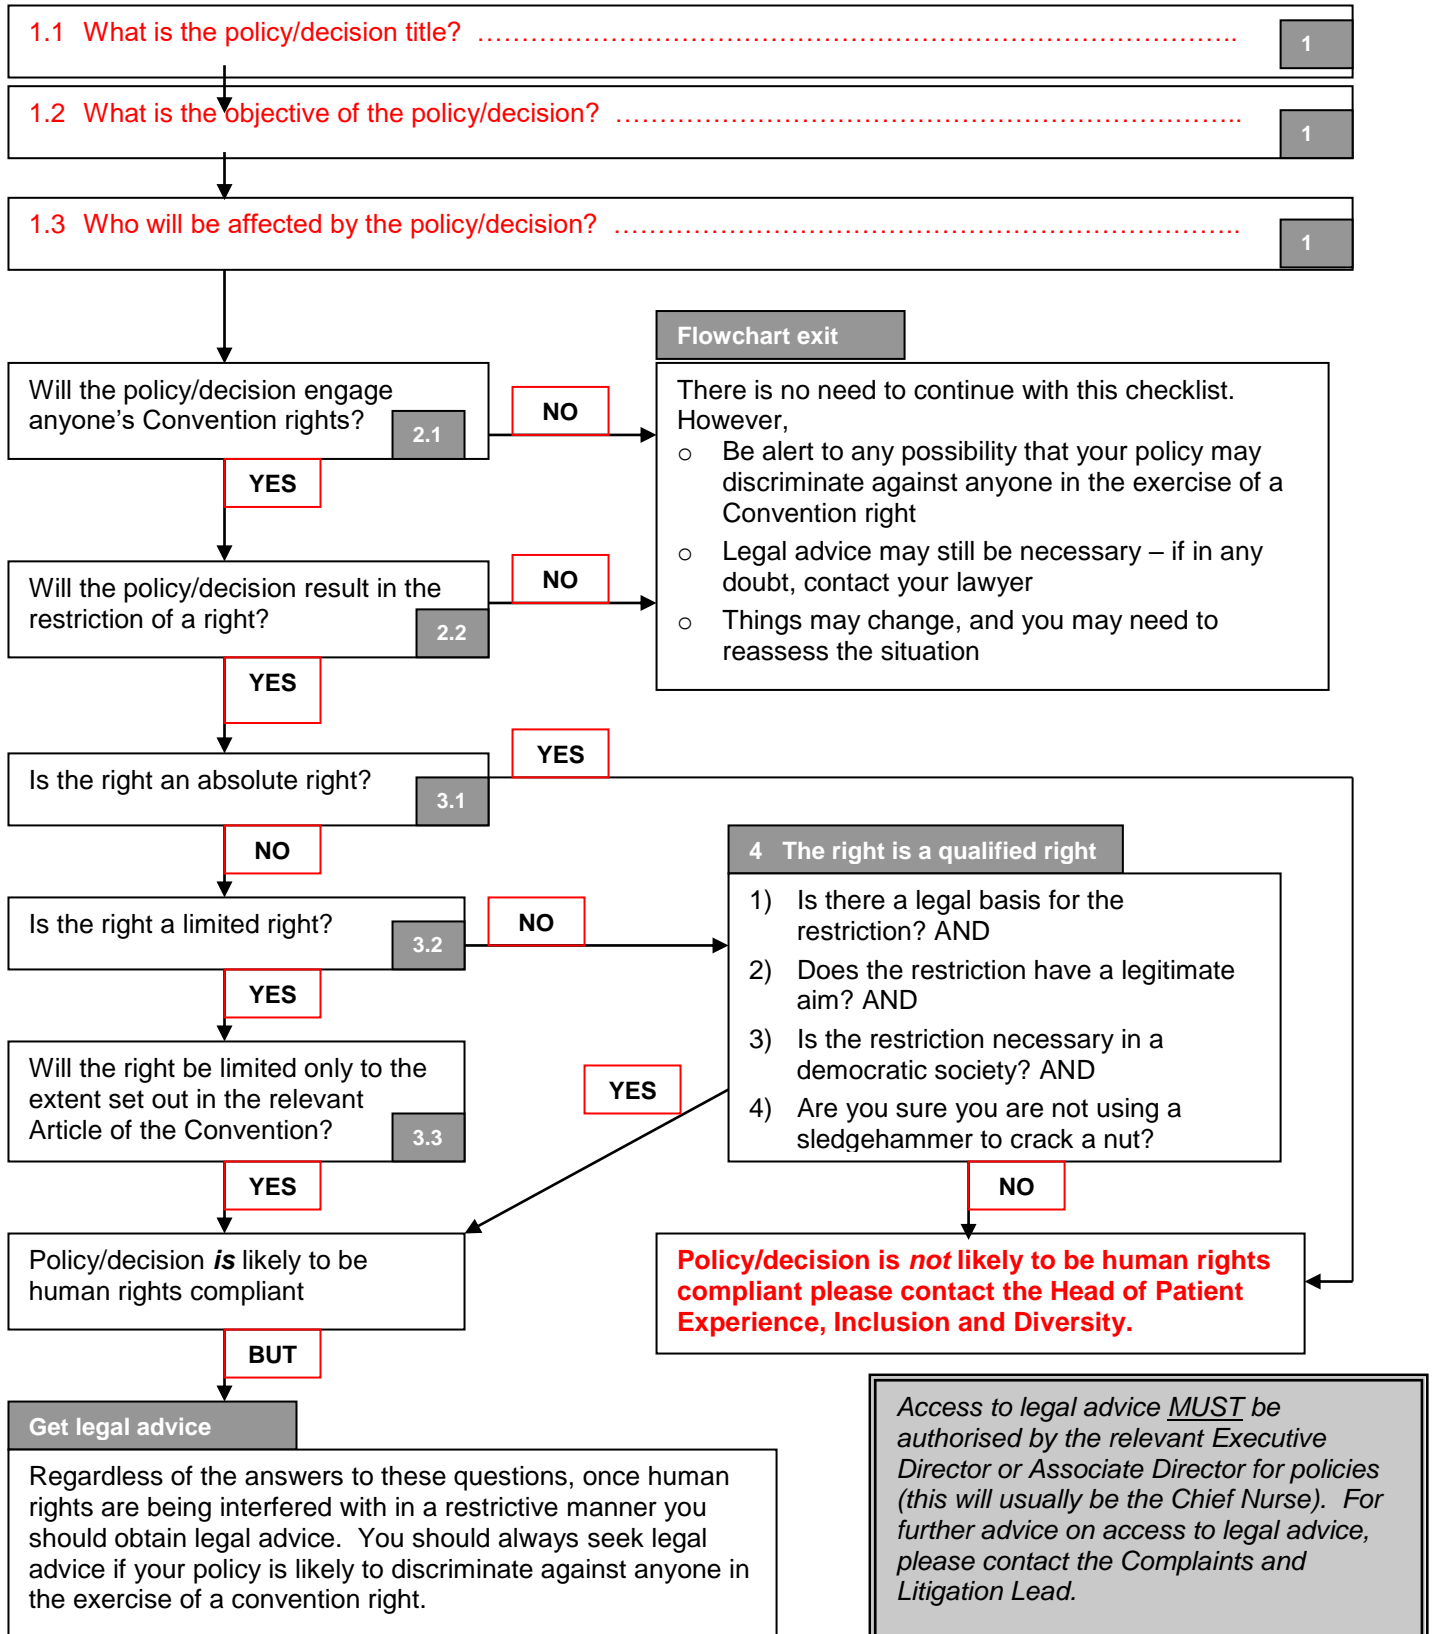 1.1 What is the policy/decision title? …………………………………………………………………………..
1
1.2 What is the objective of the policy/decision? ……………………………………………………………..
1
1.3 Who will be affected by the policy/decision? ……………………………………………………………..
1
Flowchart exit
Will the policy/decision engage
anyone’s Convention rights?
2.1
NO
There is no need to continue with this checklist.
However,
o Be alert to any possibility that your policy may
discriminate against anyone in the exercise of a
Convention right
o Legal advice may still be necessary – if in any
doubt, contact your lawyer
o Things may change, and you may need to
reassess the situation
YES
Will the policy/decision result in the
restriction of a right?
2.2
NO
YES
Is the right an absolute right?
3.1
YES
NO
Is the right a limited right?
3.2
NO
4 The right is a qualified right
1) Is there a legal basis for the
restriction? AND
2) Does the restriction have a legitimate
aim? AND
3) Is the restriction necessary in a
democratic society? AND
4) Are you sure you are not using a
sledgehammer to crack a nut?
YES
Will the right be limited only to the
extent set out in the relevant
Article of the Convention?
3.3
YES
YES
NO
Policy/decision is likely to be
human rights compliant
Policy/decision is not likely to be human rights
compliant please contact the Head of Patient
Experience, Inclusion and Diversity.
BUT
Get legal advice
Regardless of the answers to these questions, once human
rights are being interfered with in a restrictive manner you
should obtain legal advice. You should always seek legal
advice if your policy is likely to discriminate against anyone in
the exercise of a convention right.
Access to legal advice MUST be
authorised by the relevant Executive
Director or Associate Director for policies
(this will usually be the Chief Nurse). For
further advice on access to legal advice,
please contact the Complaints and
Litigation Lead.